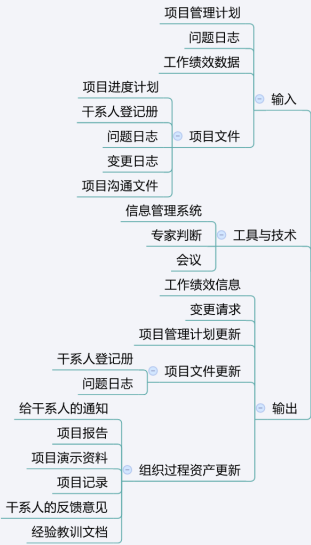 项目管理计划
问题日志
工作绩效数据
输入
项目进度计划
干系人登记册
问题日志
项目文件
变更日志
项目沟通文件
信息管理系统
专家判断
工具与技术
会议
工作绩效信息
变更请求
项目管理计划更新
干系人登记册
项目文件更新
问题日志
输出
给干系人的通知
项目报告
项目演示资料
组织过程资产更新
项目记录
干系人的反馈意见
经验教训文档